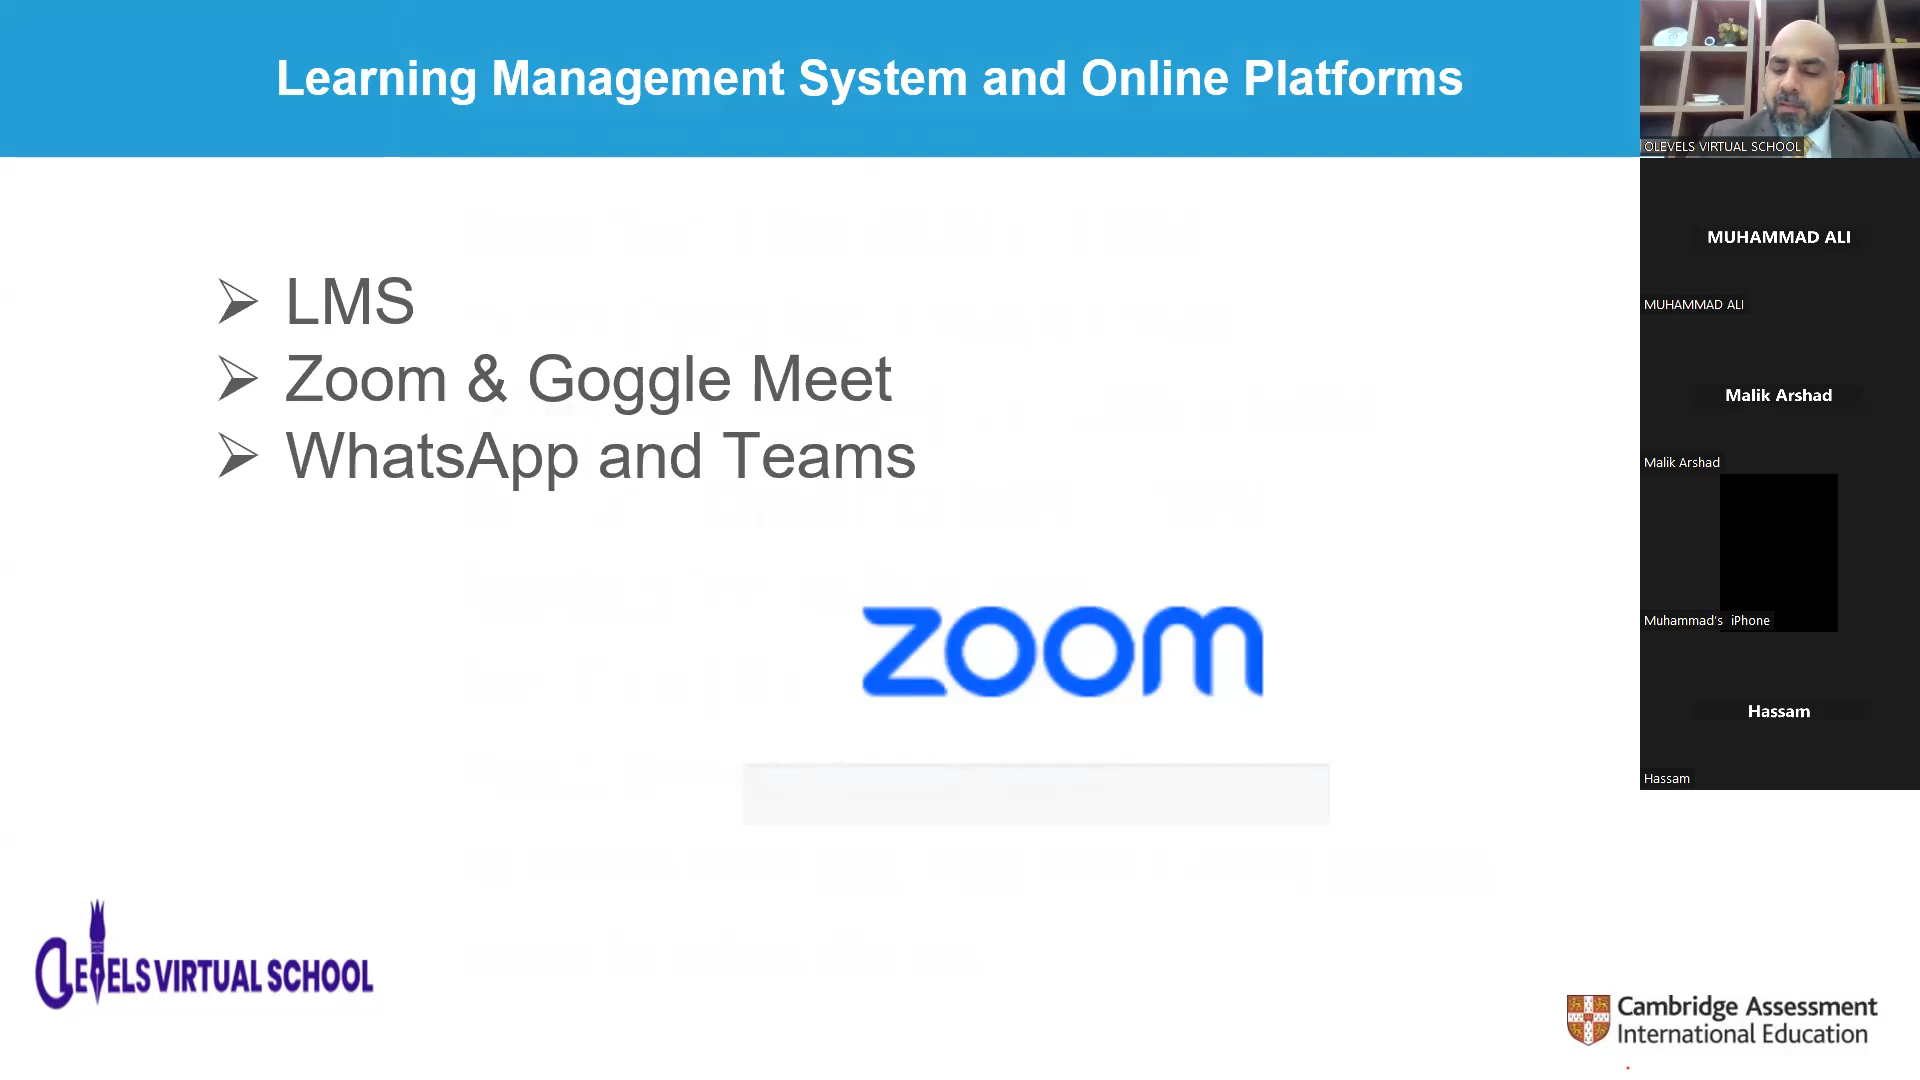 Learning Management System and Online Platforms
LMS
Zoom & Goggle Meet
WhatsApp and Teams
zoom
OLEVELS VIRTUAL SCHOOL
Cambridge Assessment
International Education
OLEVELS VIRTUAL SCHOOL
MUHAMMAD ALI
MUHAMMAD ALI
Malik Arshad
Malik Arshad
Muhammad's iPhone
Hassam
Hassam